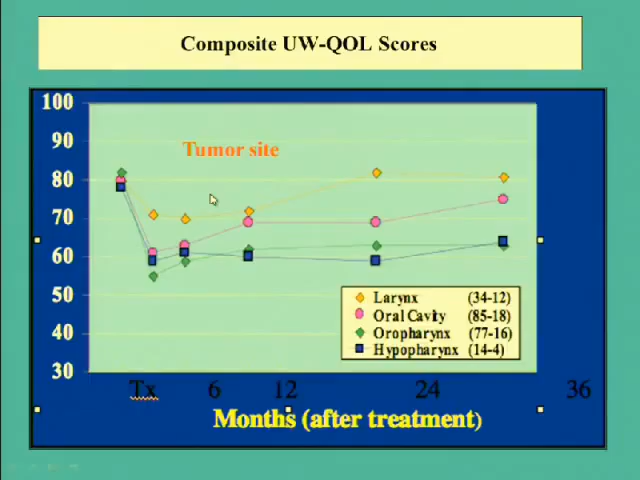 Composite UW-QOL Scores
100
90
80
70
60
50
40
30
Tumor site
Larynx (34-12)
Oral Cavity (85-18)
Oropharynx (77-16)
Hypopharynx (14-4)
Tx 6 12 24 36
Months (after treatment)